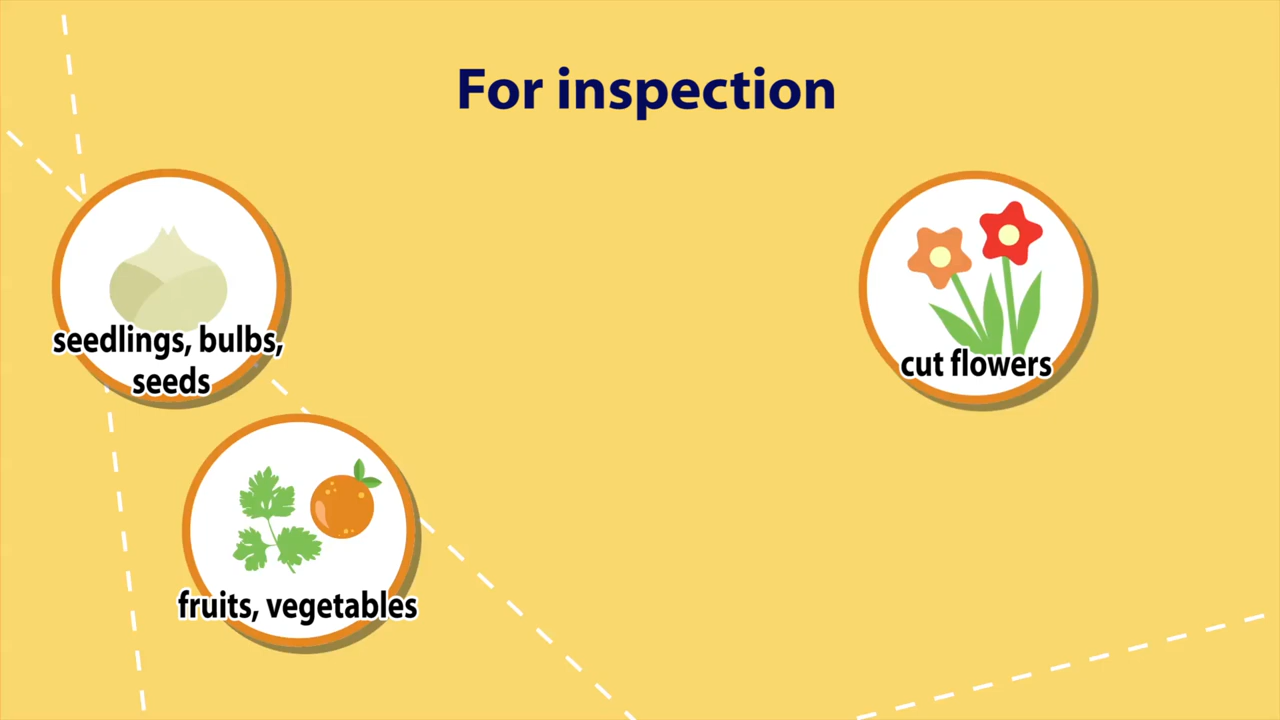 For inspection
seedlings, bulbs,
seeds
cut flowers
fruits, vegetables